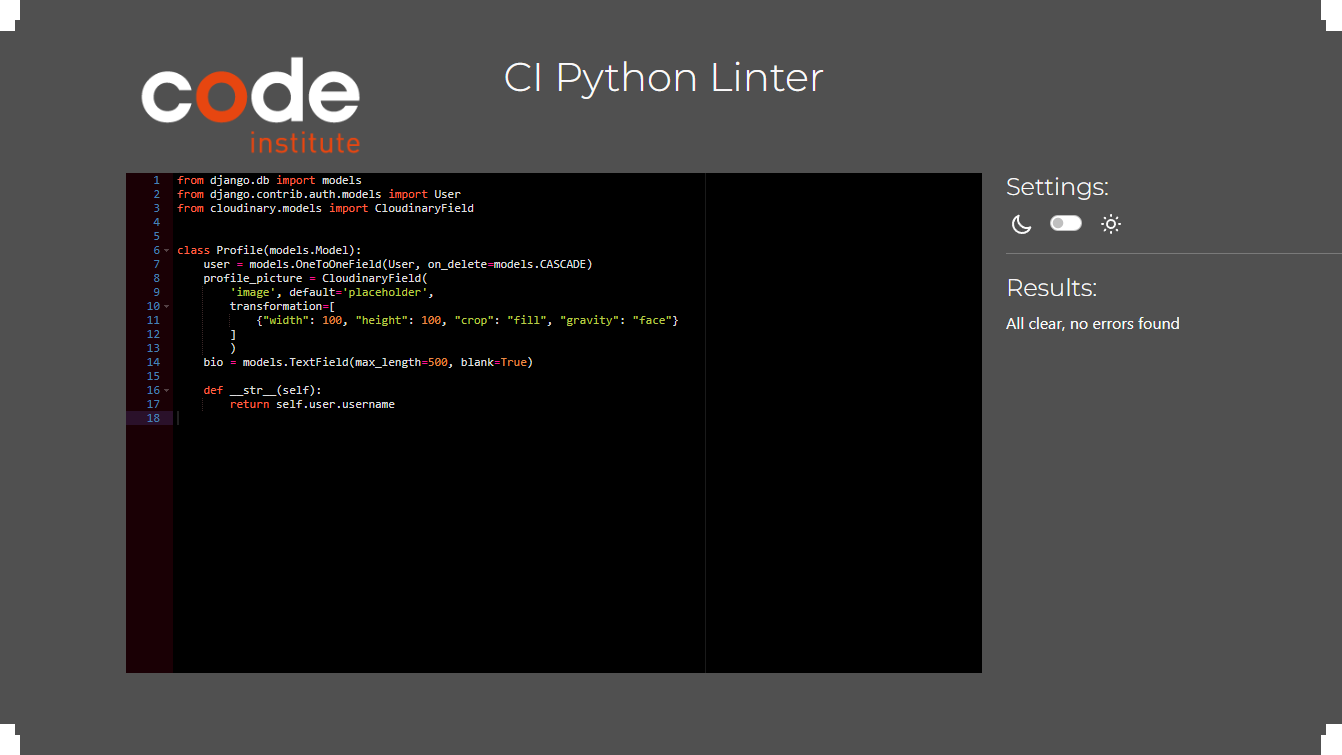 code
institute
CI Python Linter
1 from django.db import models
2 from django.contrib.auth.models import User
3 from cloudinary.models import CloudinaryField
4
5
6 class Profile(models.Model):
7     user = models.OneToOneField(User, on_delete=models.CASCADE)
8     profile_picture = CloudinaryField(
9         'image', default='placeholder',
10         transformation=[
11             {"width": 100, "height": 100, "crop": "fill", "gravity": "face"}
12         ]
13         )
14     bio = models.TextField(max_length=500, blank=True)
15
16     def __str__(self):
17         return self.user.username
18
Settings:
Results:
All clear, no errors found